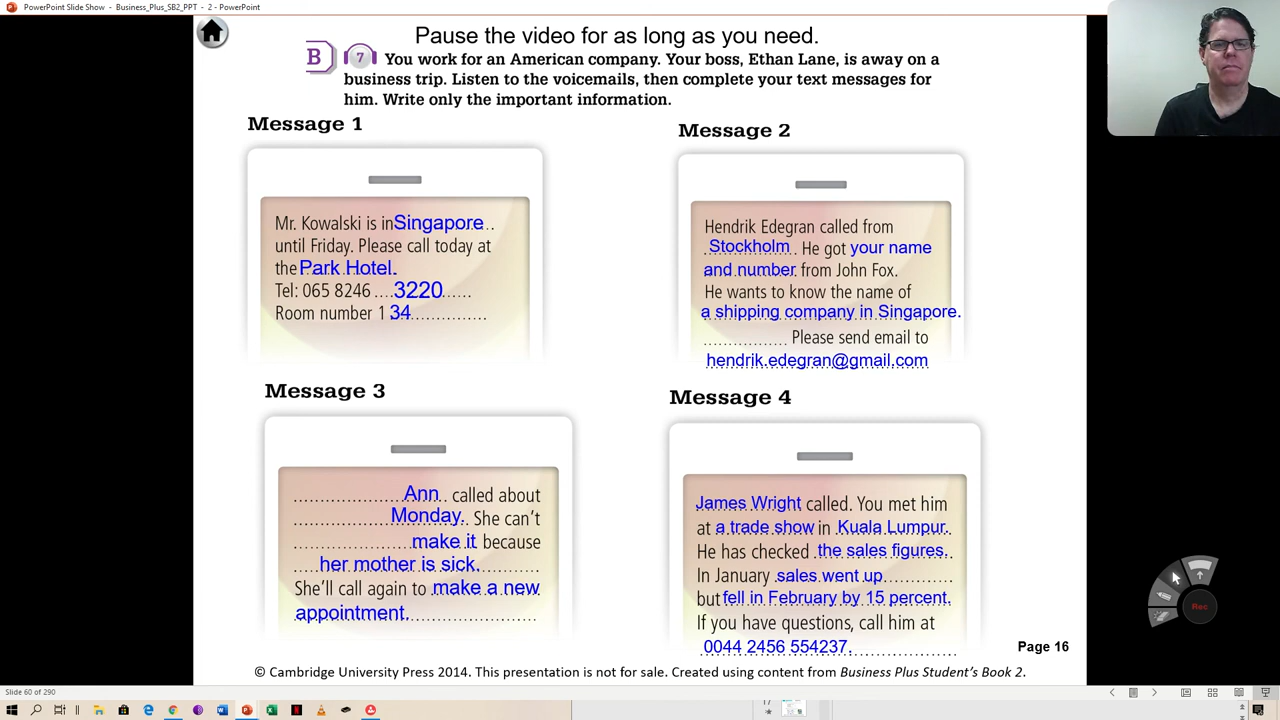 PowerPoint Slide Show - Business_Plus_SB2_PPT - 2 - PowerPoint
Pause the video for as long as you need.
B 7 You work for an American company. Your boss, Ethan Lane, is away on a
business trip. Listen to the voicemails, then complete your text messages for
him. Write only the important information.
Message 1
Mr. Kowalski is in Singapore
until Friday. Please call today at
the Park Hotel.
Tel: 065 8246 ....3220......
Room number 1 34
Message 2
Hendrik Edegran called from
Stockholm. He got your name
and number from John Fox.
He wants to know the name of
a shipping company in Singapore.
................. Please send email to
hendrik.edegran@gmail.com
Message 3
Ann called about
Monday. She can't
make it because
her mother is sick.
She'll call again to make a new
appointment.
Message 4
James Wright called. You met him
at a trade show in Kuala Lumpur.
He has checked the sales figures.
In January sales went up
but fell in February by 15 percent.
If you have questions, call him at
0044 2456 554237.
Rec
Page 16
© Cambridge University Press 2014. This presentation is not for sale. Created using content from Business Plus Student's Book 2.
Slide 60 of 290
17